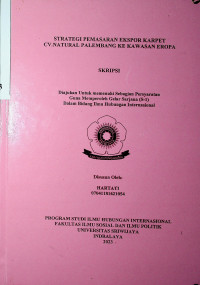 STRATEGI PEMASARAN EKSPOR KARPET
CV NATURAL PALEMBANG KE KAWASAN EROPA
SKRIPSI
Diajukan Untuk memenuhi Sebagian Persyaratan
Guna Memperoleh Gelar Sarjana (S-1)
Dalam Bidang Ilmu Hubungan Internasional
Disusun Oleh:
HARTATI
07041181621054
PROGRAM STUDI ILMU HUBUNGAN INTERNASIONAL
FAKULTAS ILMU SOSIAL DAN ILMU POLITIK
UNIVERSITAS SRIWIJAYA
INDRALAYA